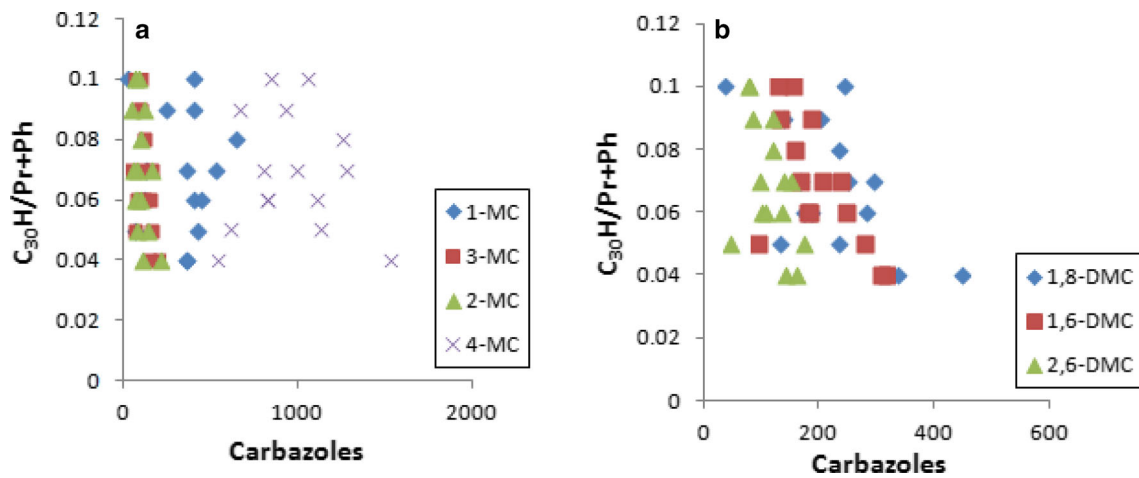 a
0.12
0.1
0.08
0.06
0.04
0.02
0
C₃₀H/Pr+Ph
0 1000 2000
Carbazoles
1-MC
3-MC
2-MC
4-MC
b
0.12
0.1
0.08
0.06
0.04
0.02
0
C₃₀H/Pr+Ph
0 200 400 600
Carbazoles
1,8-DMC
1,6-DMC
2,6-DMC